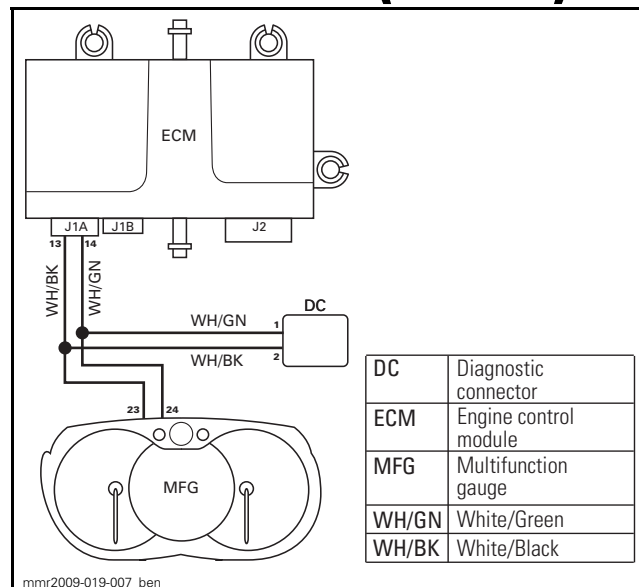 ECM
J1A J1B J2
13 14
WH/BK
WH/GN
DC
WH/GN 1
WH/BK 2
23 24
MFG
DC Diagnostic
connector
ECM Engine control
module
MFG Multifunction
gauge
WH/GN White/Green
WH/BK White/Black
mmr2009-019-007_ben